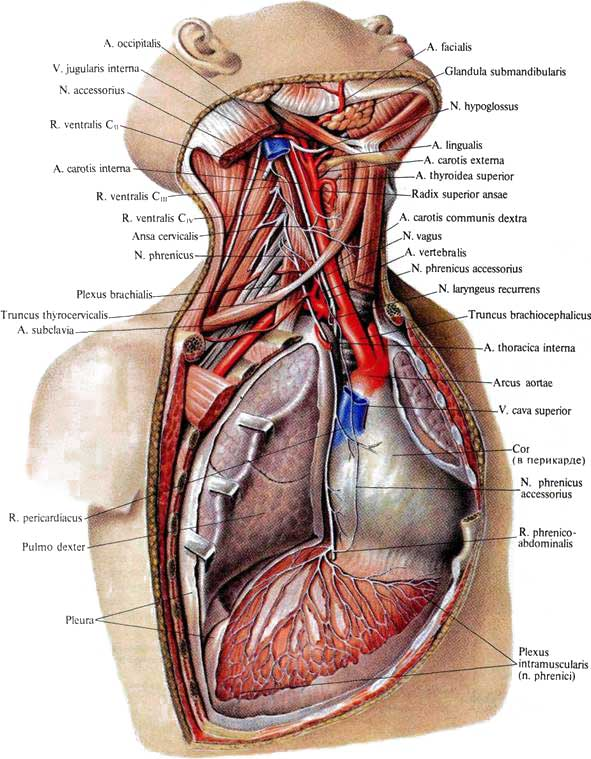 A. occipitalis
V. jugularis interna
N. accessorius
R. ventralis C II
A. carotis interna
R. ventralis C III
R. ventralis C IV
Ansa cervicalis
N. phrenicus
Plexus brachialis
Truncus thyrocervicalis
A. subclavia
R. pericardiacus
Pulmo dexter
Pleura
A. facialis
Glandula submandibularis
N. hypoglossus
A. lingualis
A. carotis externa
A. thyroidea superior
Radix superior ansae
A. carotis communis dextra
N. vagus
A. vertebralis
N. phrenicus accessorius
N. laryngeus recurrens
Truncus brachiocephalicus
A. thoracica interna
Arcus aortae
V. cava superior
Cor
(в перикарде)
N. phrenicus
accessorius
R. phrenico-
abdominalis
Plexus
intramuscularis
(n. phrenici)